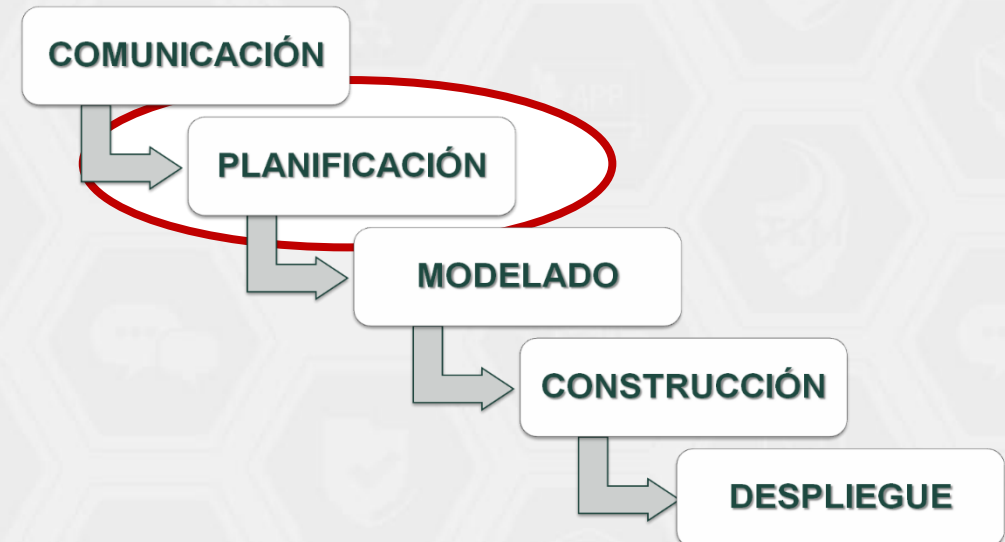 COMUNICACIÓN
PLANIFICACIÓN
MODELADO
CONSTRUCCIÓN
DESPLIEGUE